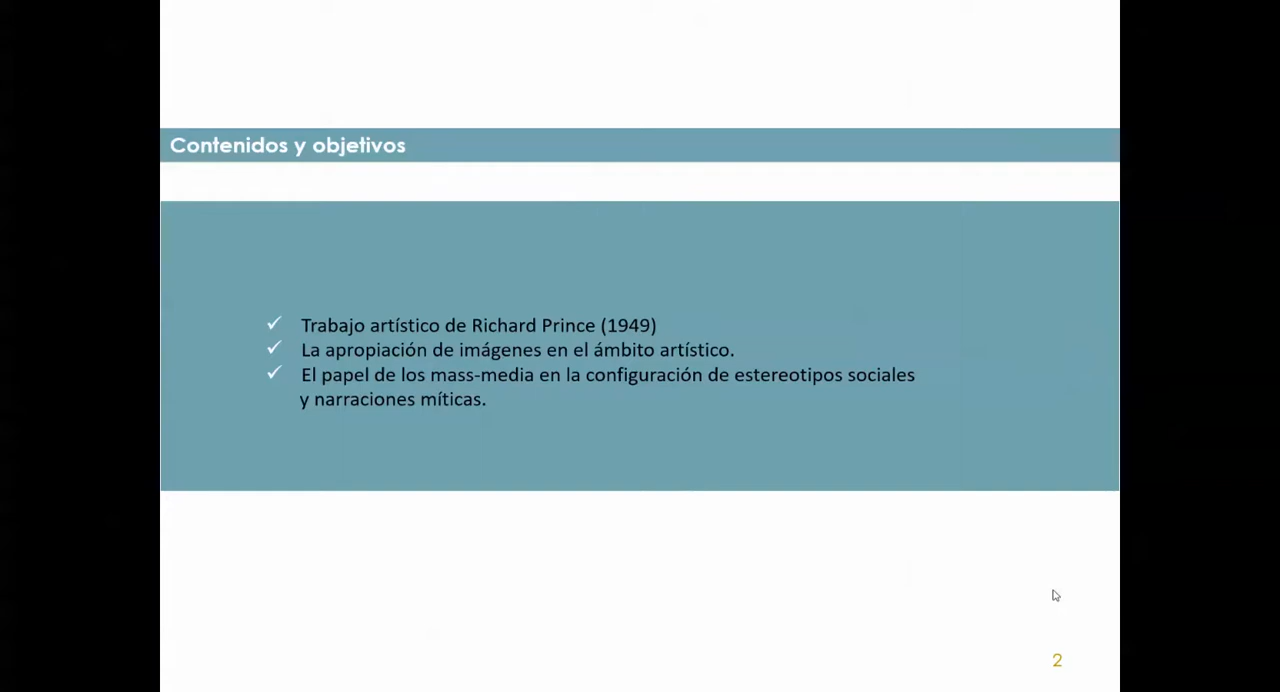 Contenidos y objetivos
✓ Trabajo artístico de Richard Prince (1949)
✓ La apropiación de imágenes en el ámbito artístico.
✓ El papel de los mass-media en la configuración de estereotipos sociales
y narraciones míticas.
2